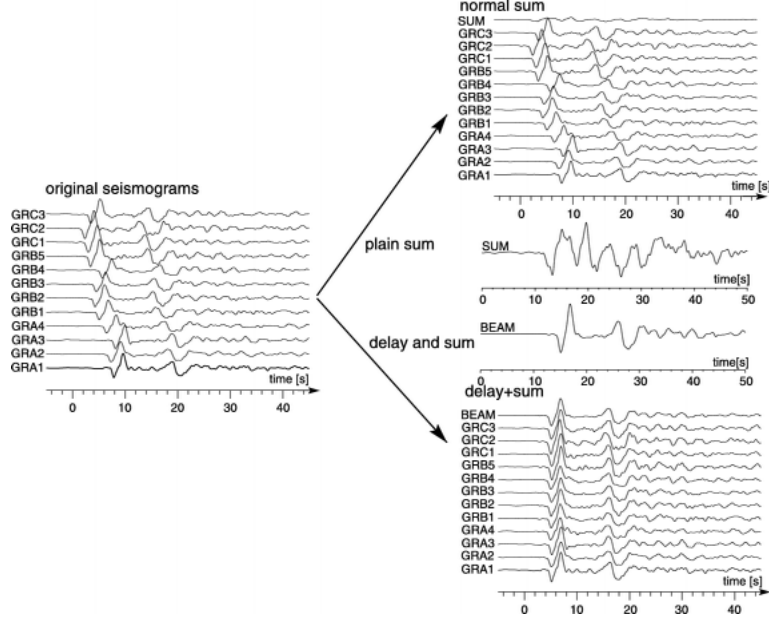 normal sum
SUM
GRC3
GRC2
GRC1
GRB5
GRB4
GRB3
GRB2
GRB1
GRA4
GRA3
GRA2
GRA1
time [s]
0 10 20 30 40
original seismograms
GRC3
GRC2
GRC1
GRB5
GRB4
GRB3
GRB2
GRB1
GRA4
GRA3
GRA2
GRA1
time [s]
0 10 20 30 40
plain sum
SUM
time[s]
0 10 20 30 40 50
delay and sum
BEAM
time[s]
0 10 20 30 40 50
delay+sum
BEAM
GRC3
GRC2
GRC1
GRB5
GRB4
GRB3
GRB2
GRB1
GRA4
GRA3
GRA2
GRA1
time [s]
0 10 20 30 40